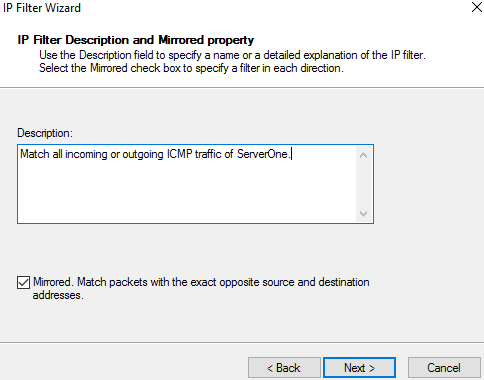 IP Filter Wizard
IP Filter Description and Mirrored property
Use the Description field to specify a name or a detailed explanation of the IP filter.
Select the Mirrored check box to specify a filter in each direction.
Description:
Match all incoming or outgoing ICMP traffic of ServerOne.
Mirrored. Match packets with the exact opposite source and destination
addresses.
< Back
Next >
Cancel